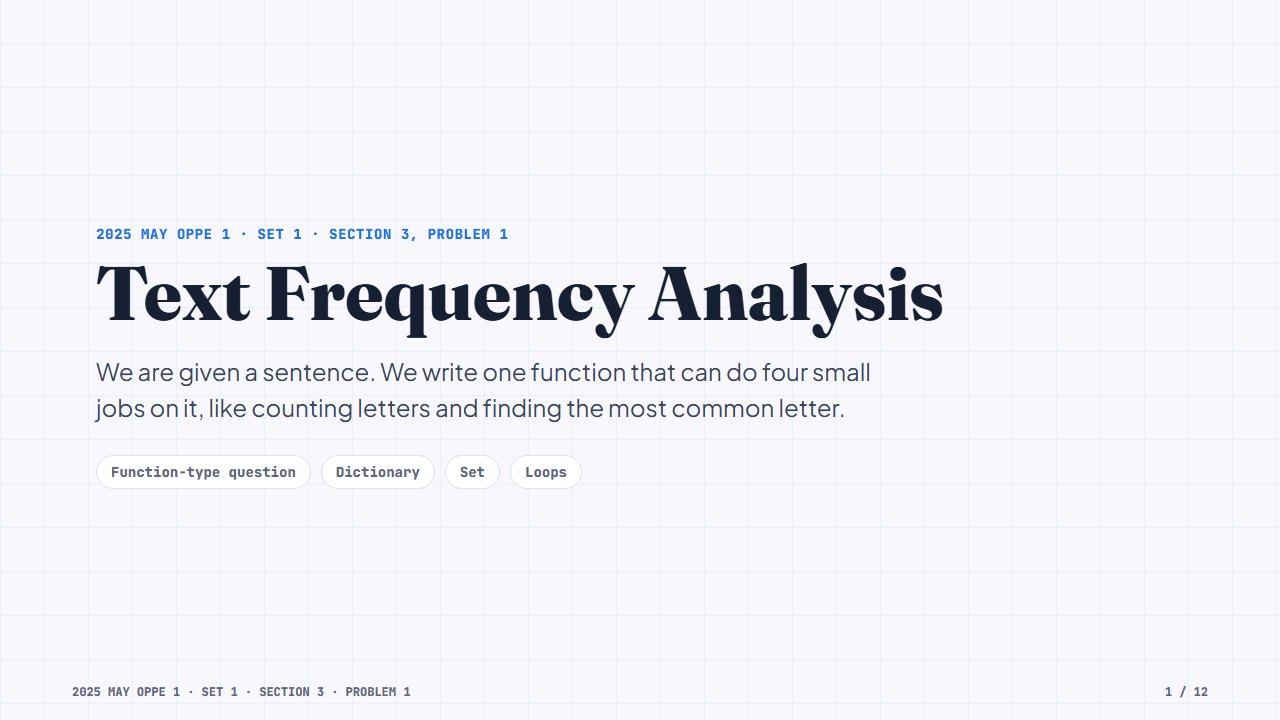 2025 MAY OPPE 1 · SET 1 · SECTION 3, PROBLEM 1
Text Frequency Analysis
We are given a sentence. We write one function that can do four small
jobs on it, like counting letters and finding the most common letter.
Function-type question Dictionary Set Loops
2025 MAY OPPE 1 · SET 1 · SECTION 3 · PROBLEM 1 1 / 12